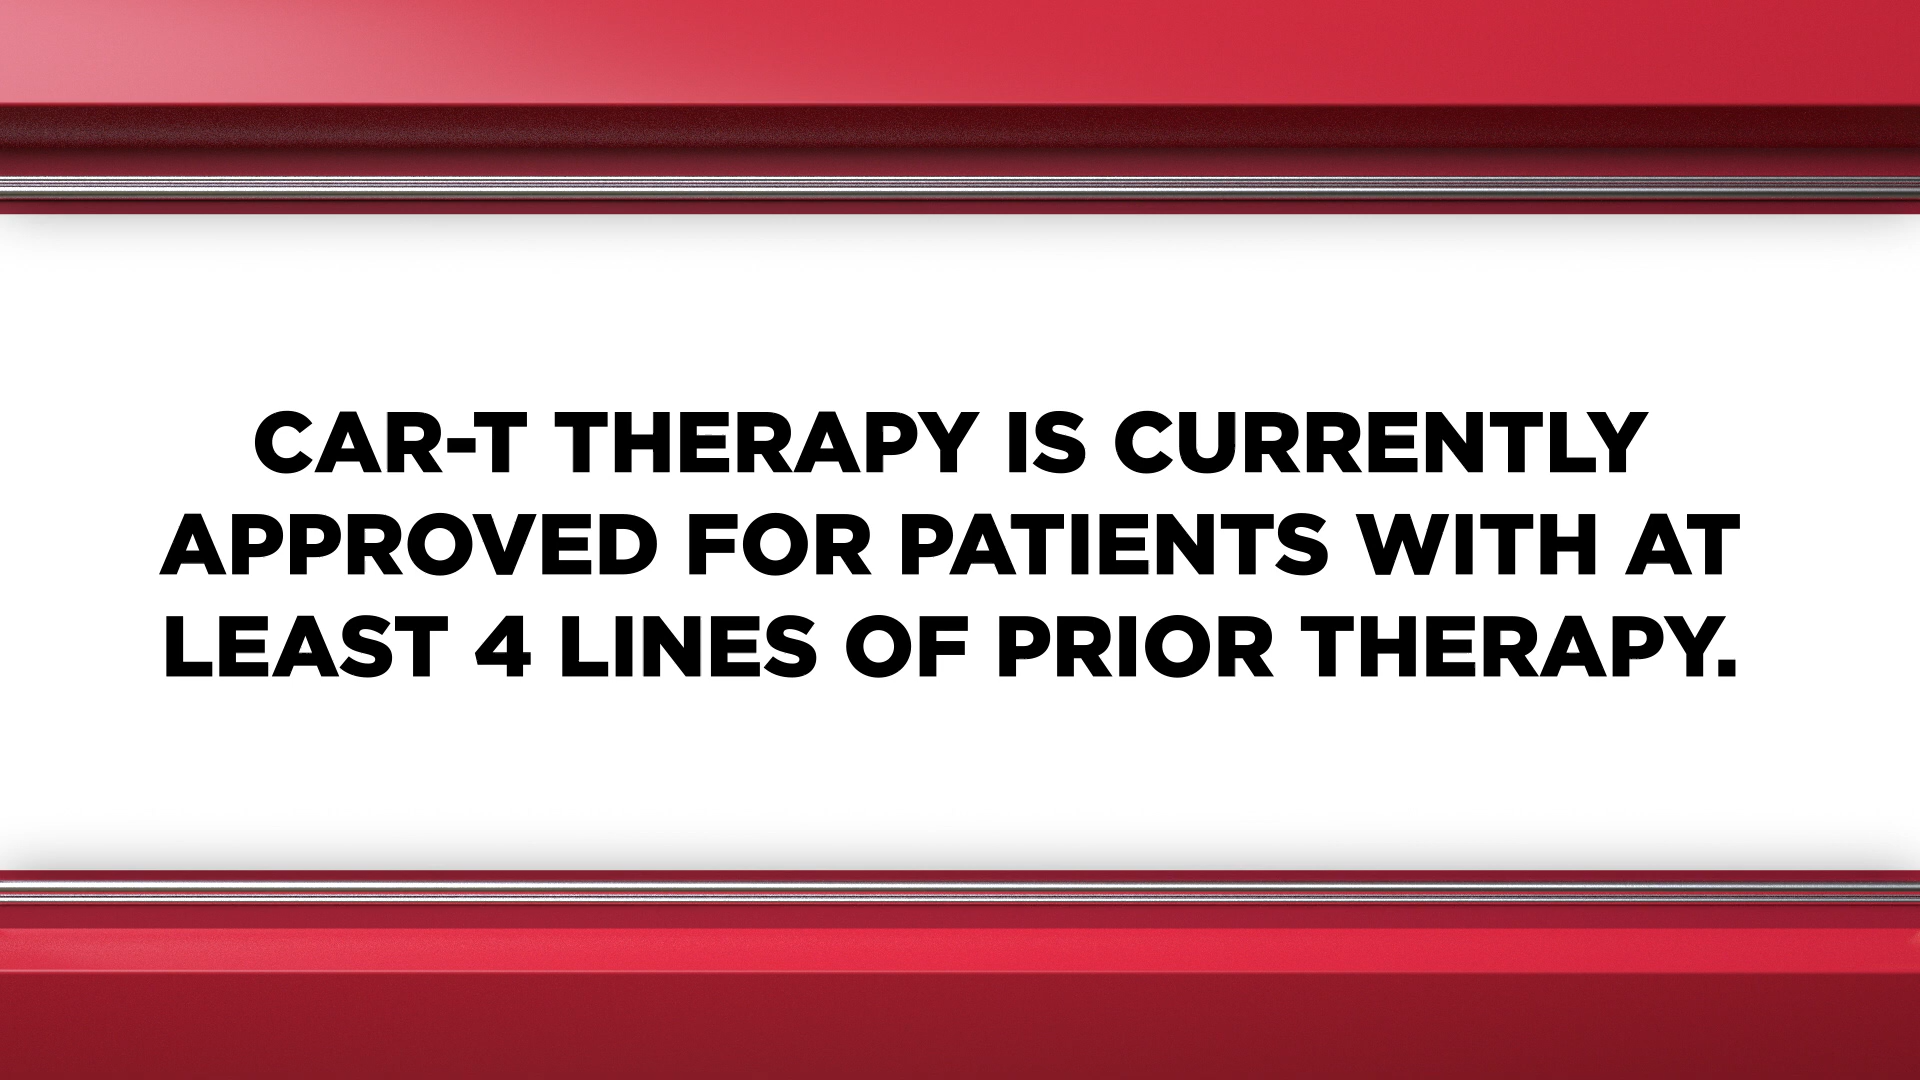 CAR-T THERAPY IS CURRENTLY
APPROVED FOR PATIENTS WITH AT
LEAST 4 LINES OF PRIOR THERAPY.